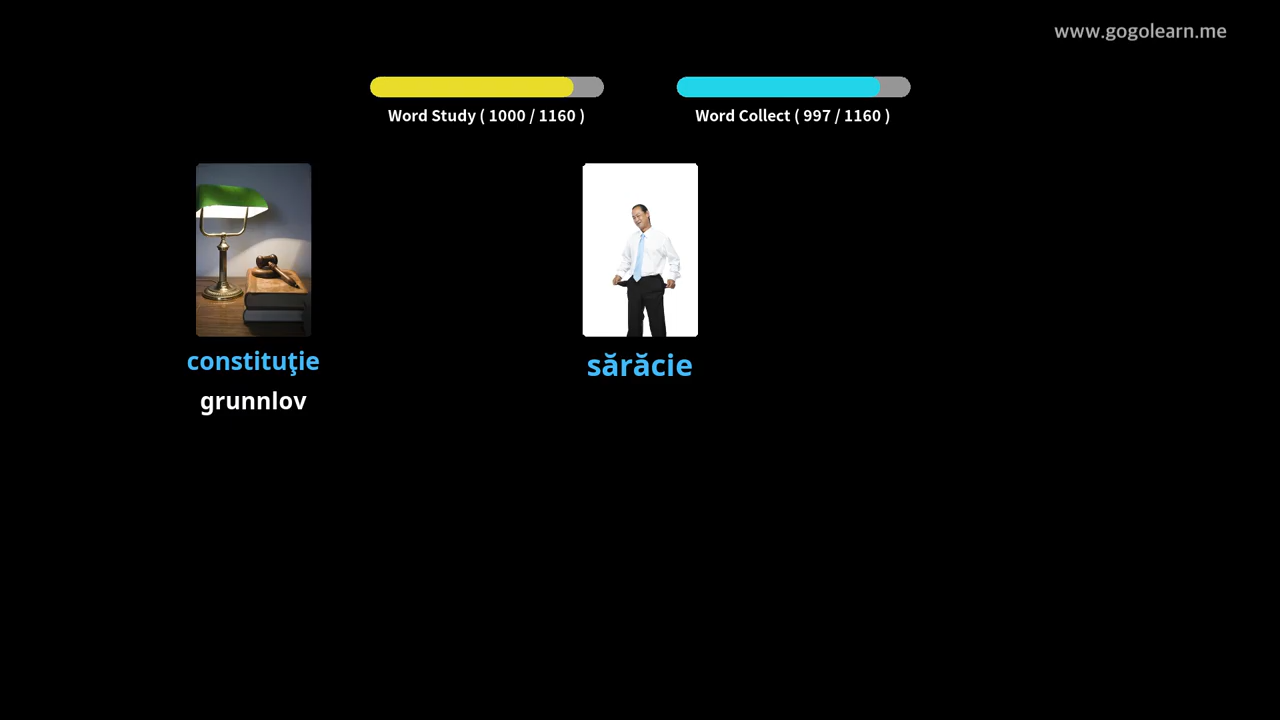 www.gogolearn.me
Word Study ( 1000 / 1160 )
Word Collect ( 997 / 1160 )
constituţie
grunnlov
sărăcie